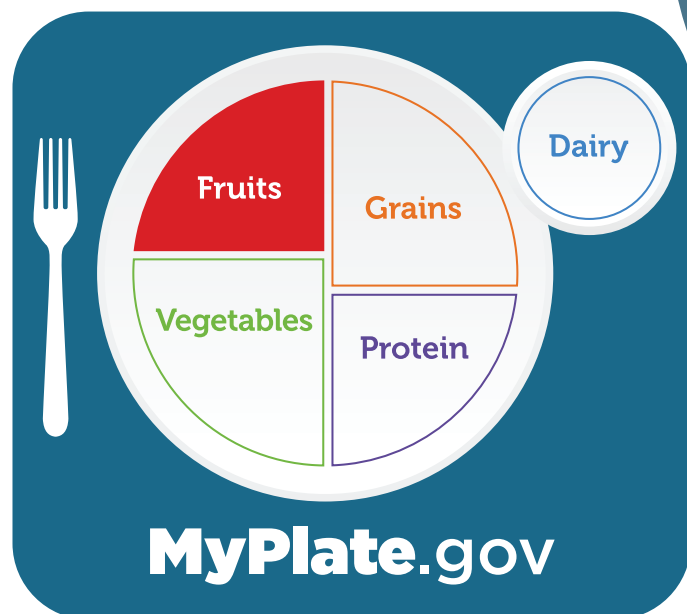 Dairy
Fruits
Grains
Vegetables
Protein
MyPlate.gov